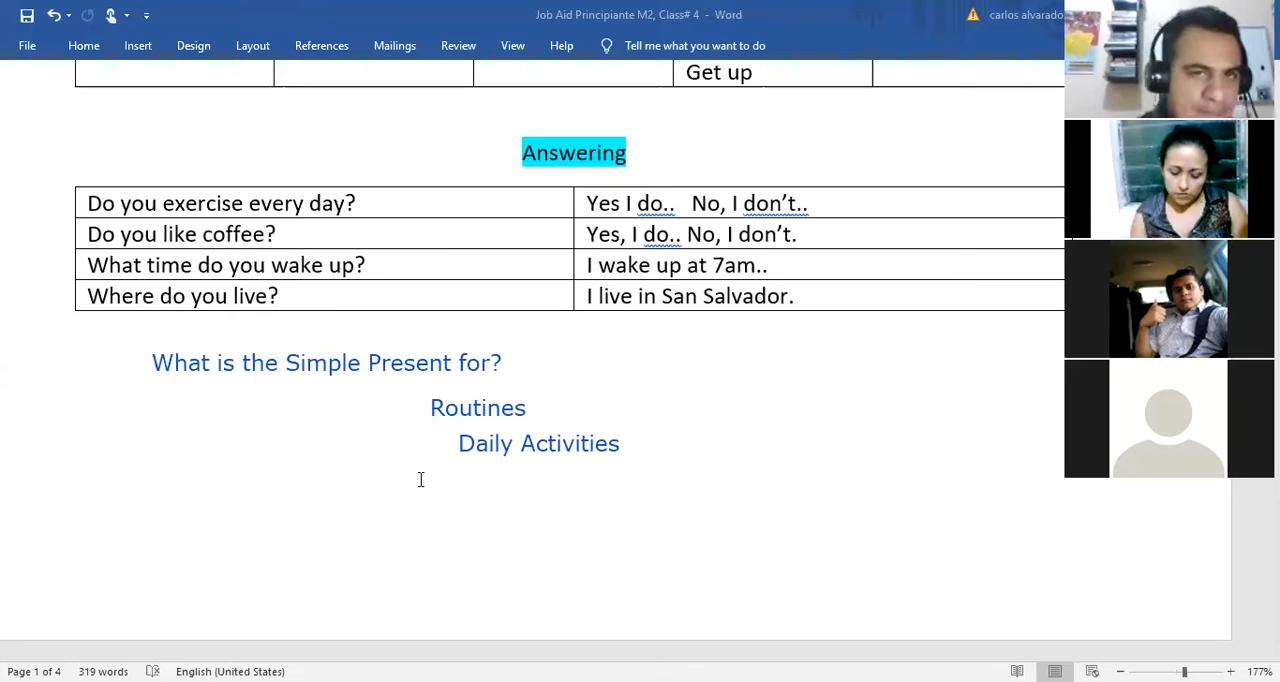 Job Aid Principiante M2, Class# 4 - Word
carlos alvarado
File Home Insert Design Layout References Mailings Review View Help Tell me what you want to do
Get up
Answering
Do you exercise every day? Yes I do.. No, I don't..
Do you like coffee? Yes, I do.. No, I don't.
What time do you wake up? I wake up at 7am..
Where do you live? I live in San Salvador.
What is the Simple Present for?
Routines
Daily Activities
Page 1 of 4 319 words English (United States) 177%